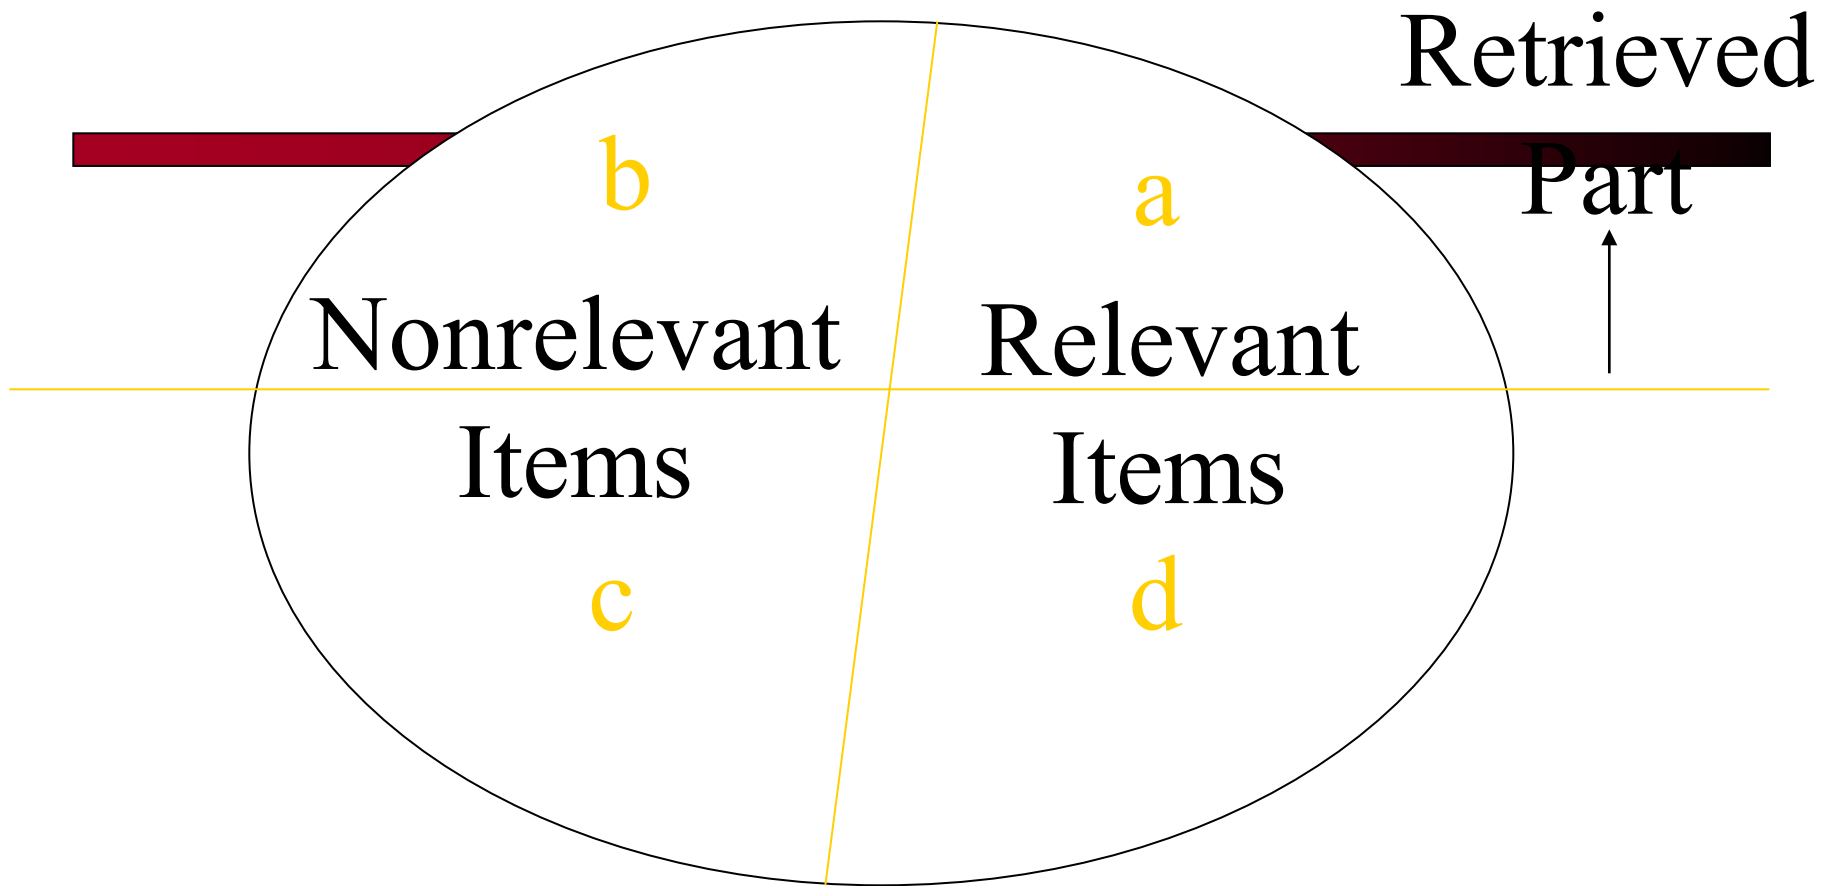 Retrieved
Part
b
a
Nonrelevant
Items
Relevant
Items
c
d